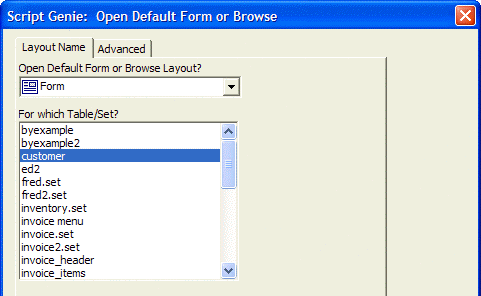 Script Genie:  Open Default Form or Browse
Layout Name
Advanced
Open Default Form or Browse Layout?
Form
For which Table/Set?
byexample
byexample2
customer
ed2
fred.set
fred2.set
inventory.set
invoice menu
invoice.set
invoice2.set
invoice_header
invoice_items